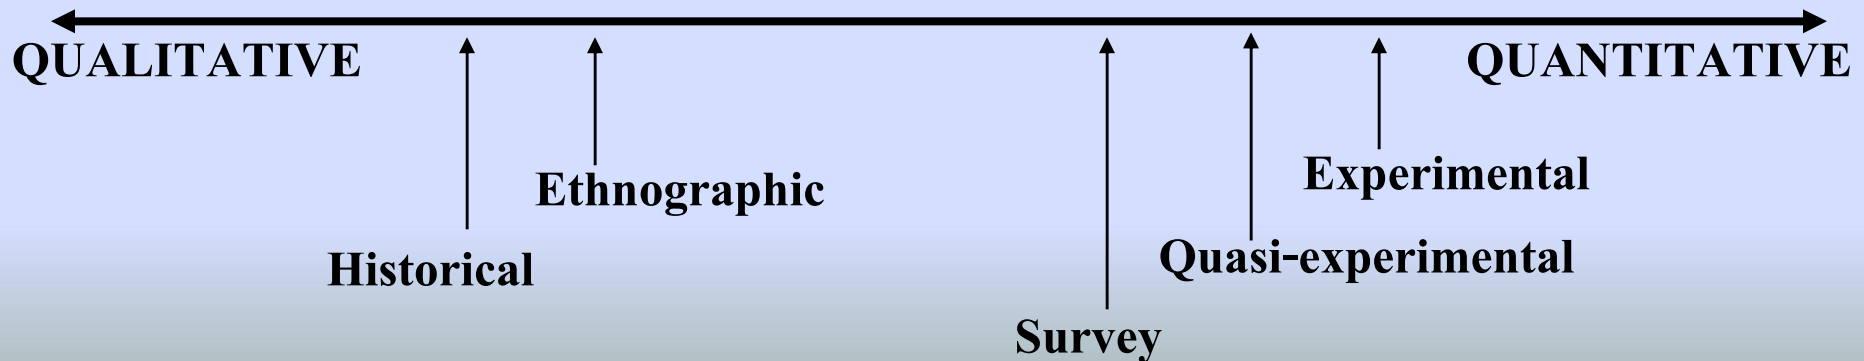 QUALITATIVE
QUANTITATIVE
Experimental
Ethnographic
Quasi-experimental
Historical
Survey